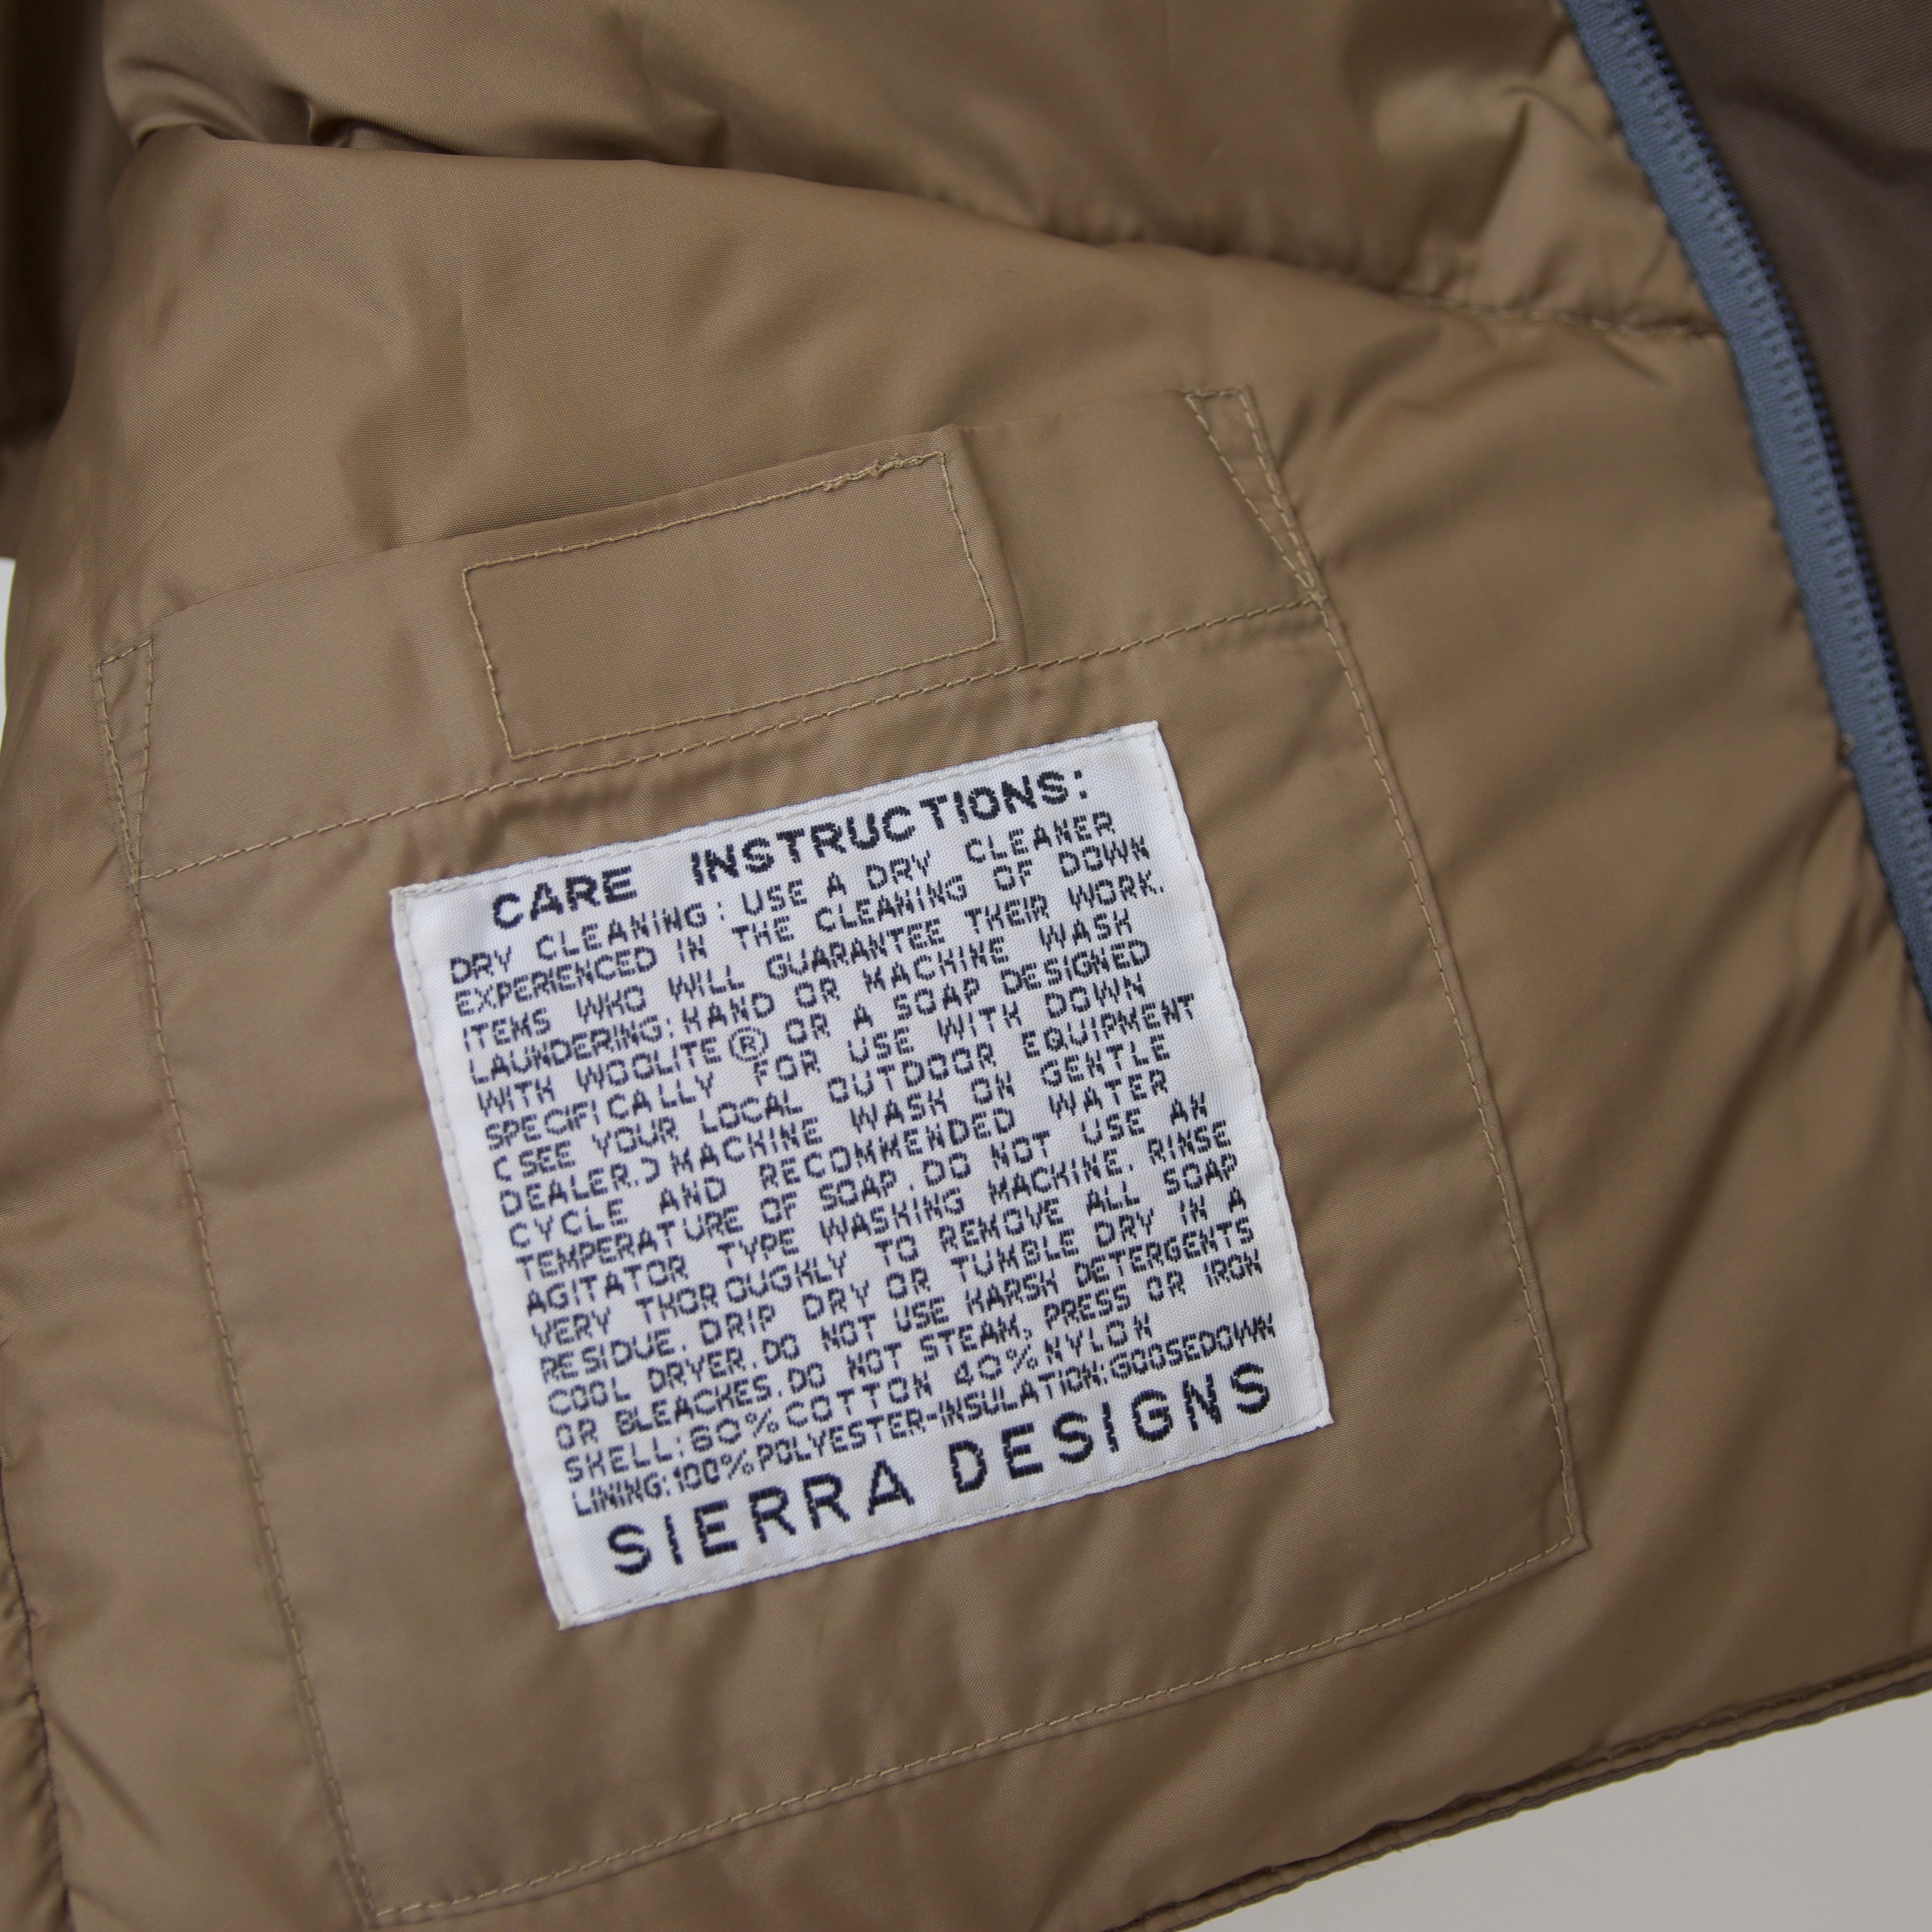 CARE INSTRUCTIONS:
DRY CLEANING: USE A DRY CLEANER
EXPERIENCED IN THE CLEANING OF DOWN
ITEMS WHO WILL GUARANTEE THEIR WORK.
LAUNDERING: HAND OR MACHINE WASH
WITH WOOLITE® OR A SOAP DESIGNED
SPECIFICALLY FOR USE WITH DOWN
(SEE YOUR LOCAL OUTDOOR EQUIPMENT
DEALER.) MACHINE WASH ON GENTLE
CYCLE AND RECOMMENDED WATER
TEMPERATURE OF SOAP. DO NOT USE AN
AGITATOR TYPE WASHING MACHINE. RINSE
VERY THOROUGHLY TO REMOVE ALL SOAP
RESIDUE. DRIP DRY OR TUMBLE DRY IN A
COOL DRYER. DO NOT USE HARSH DETERGENTS
OR BLEACHES. DO NOT STEAM, PRESS OR IRON
SHELL: 60% COTTON 40% NYLON
LINING: 100% POLYESTER-INSULATION: GOOSEDOWN
SIERRA DESIGNS